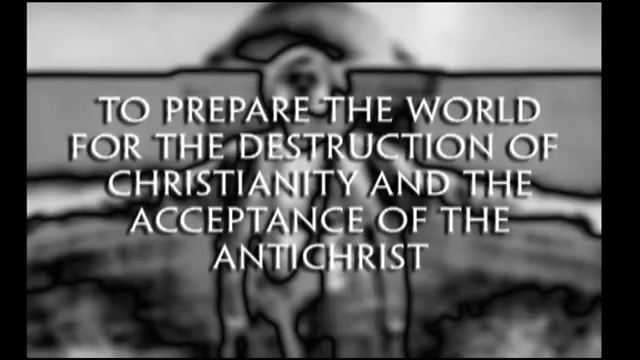 TO PREPARE THE WORLD
FOR THE DESTRUCTION OF
CHRISTIANITY AND THE
ACCEPTANCE OF THE
ANTICHRIST